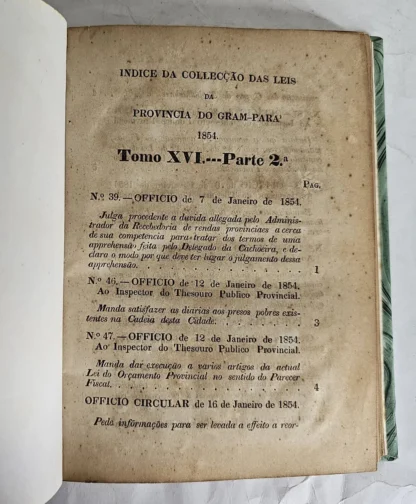 INDICE DA COLLECÇÃO DAS LEIS
DA
PROVINCIA DO GRAM-PARA'
1854.
Tomo XVI.---Parte 2.ª
PAG.
N.º 39.—OFFICIO de 7 de Janeiro de 1854.
Julga procedente a duvida allegada pelo Adminis-
trador da Recebedoria de rendas provinciaes a cerca
de sua competencia para tratar dos termos de uma
apprehensão feita pelo Delegado da Cachoeira, e de-
clara o modo por que deve ter lugar o julgamento dessa
apprehensão. . . . . . . . . . . . . . . 1
N.º 46.—OFFICIO de 12 de Janeiro de 1854.
Ao Inspector do Thesouro Publico Provincial.
Manda satisfazer as diarias aos presos pobres exis-
tentes na Cadeia desta Cidade. . . . . . . . 3
N.º 47.—OFFICIO de 12 de Janeiro de 1854.
Ao Inspector do Thesouro Publico Provincial.
Manda dar execução a varios artigos da actual
Lei do Orçamento Provincial no sentido do Parecer
Fiscal. . . . . . . . . . . . . . . . . 4
OFFICIO CIRCULAR de 16 de Janeiro de 1854.
Pede informações para ser levada a effeito a reor-